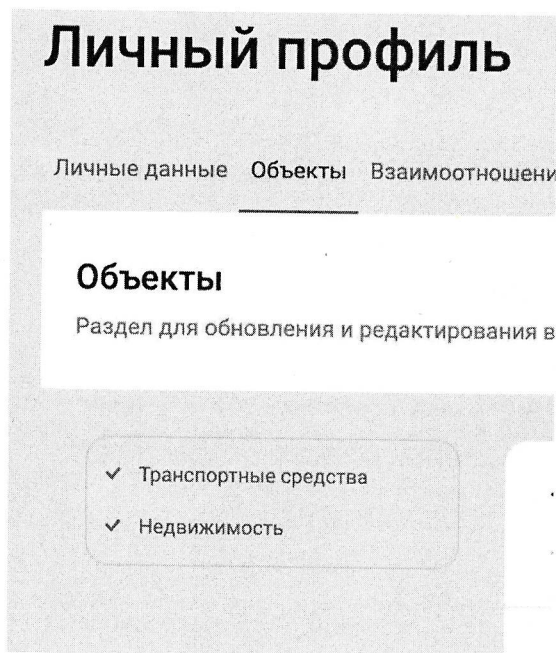 Личный профиль
Личные данные Объекты Взаимоотношени
Объекты
Раздел для обновления и редактирования в
Транспортные средства
Недвижимость